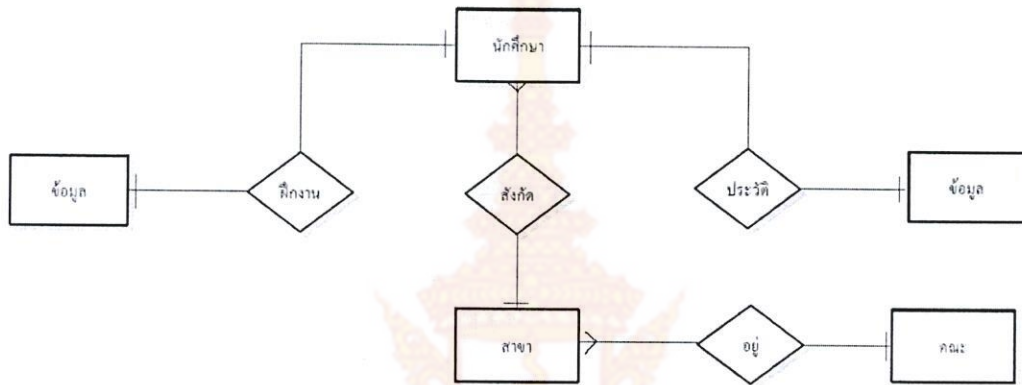 นักศึกษา
ข้อมูล
ฝึกงาน
สังกัด
ประวัติ
ข้อมูล
สาขา
อยู่
คณะ